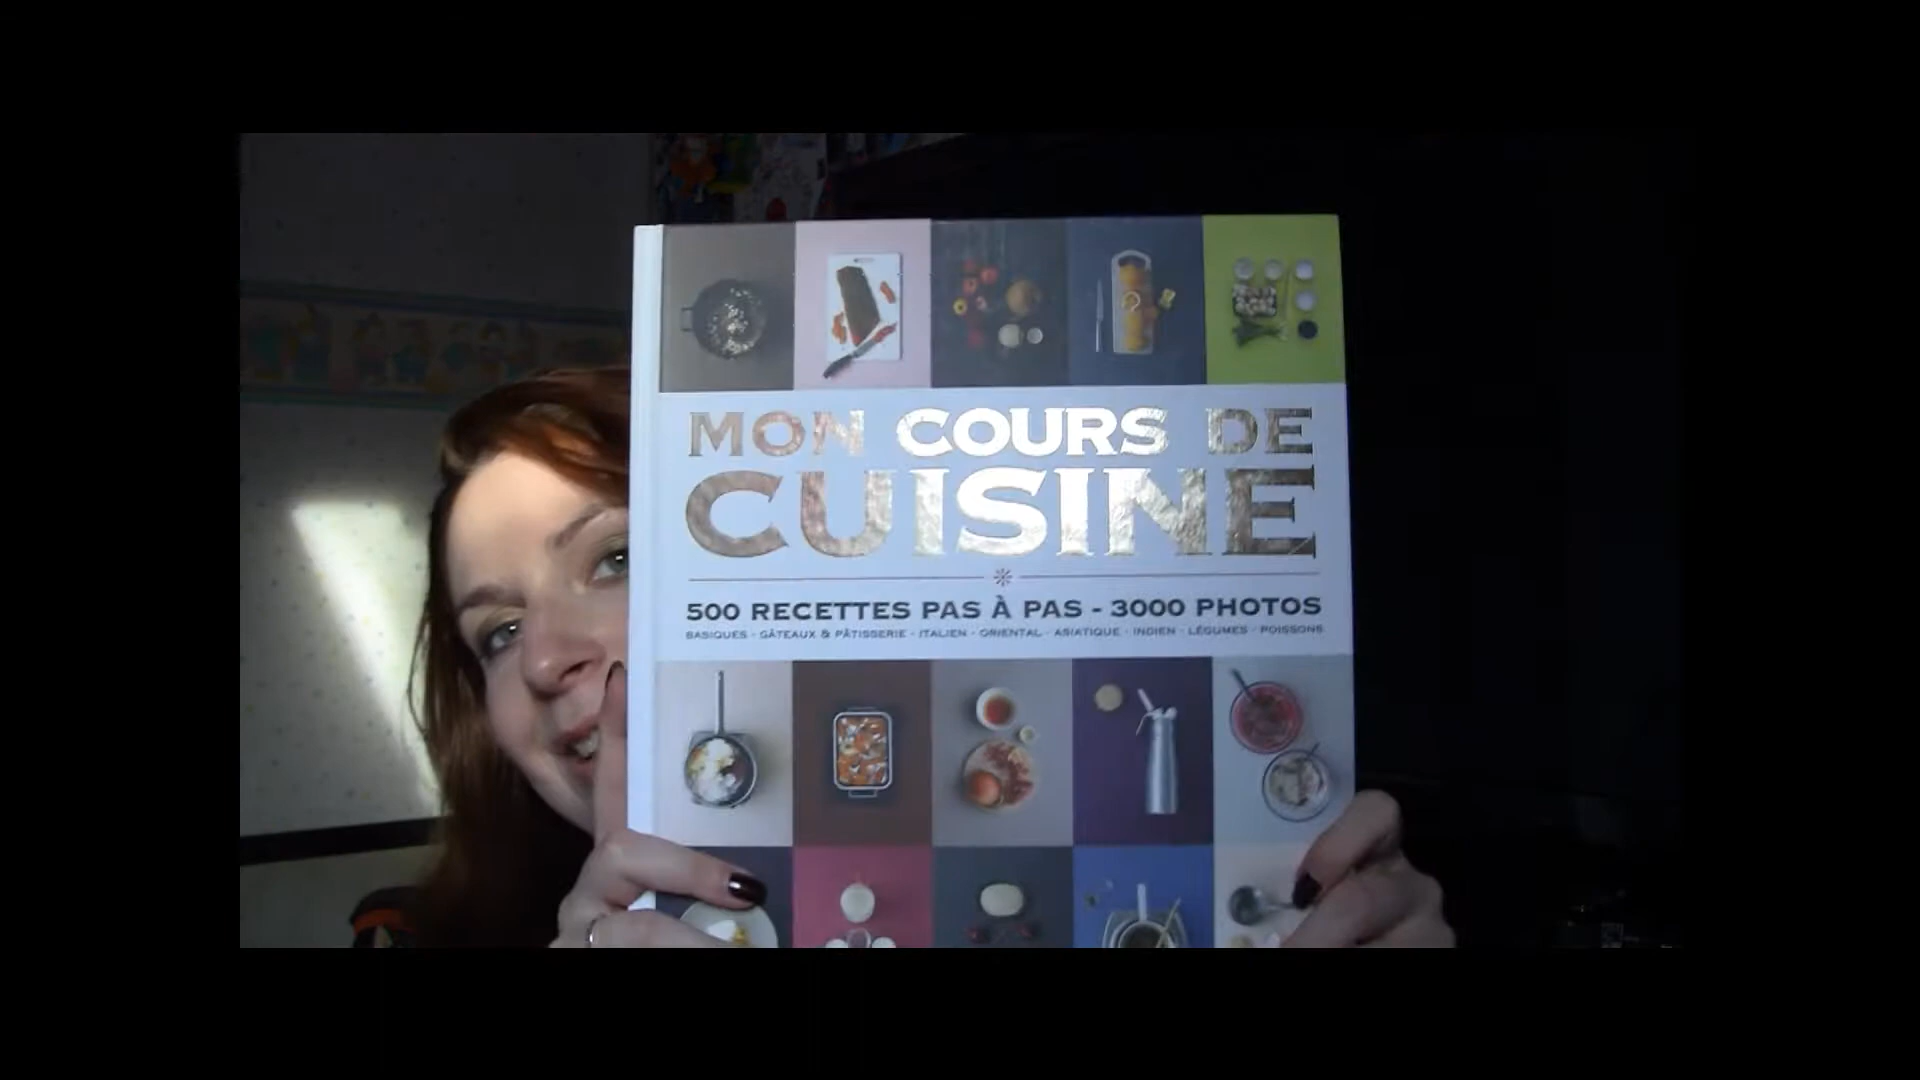 MON COURS DE
CUISINE
500 RECETTES PAS À PAS - 3000 PHOTOS
BASIQUES · GÂTEAUX & PÂTISSERIE · ITALIEN · ORIENTAL · ASIATIQUE · INDIEN · LÉGUMES · POISSONS